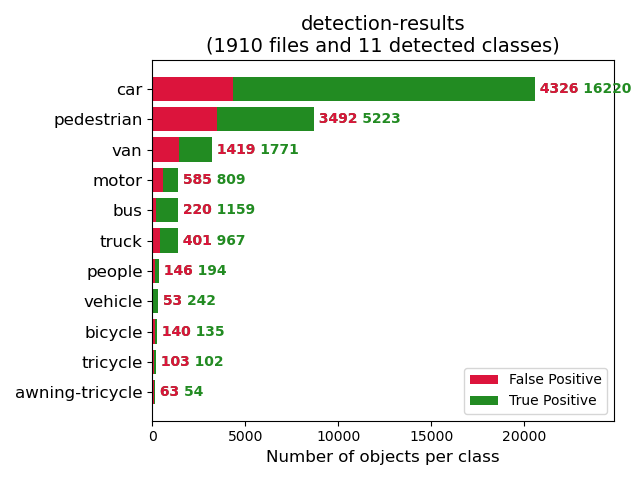 detection-results
(1910 files and 11 detected classes)
car 4326 16220
pedestrian 3492 5223
van 1419 1771
motor 585 809
bus 220 1159
truck 401 967
people 146 194
vehicle 53 242
bicycle 140 135
tricycle 103 102
awning-tricycle 63 54
False Positive
True Positive
0 5000 10000 15000 20000
Number of objects per class